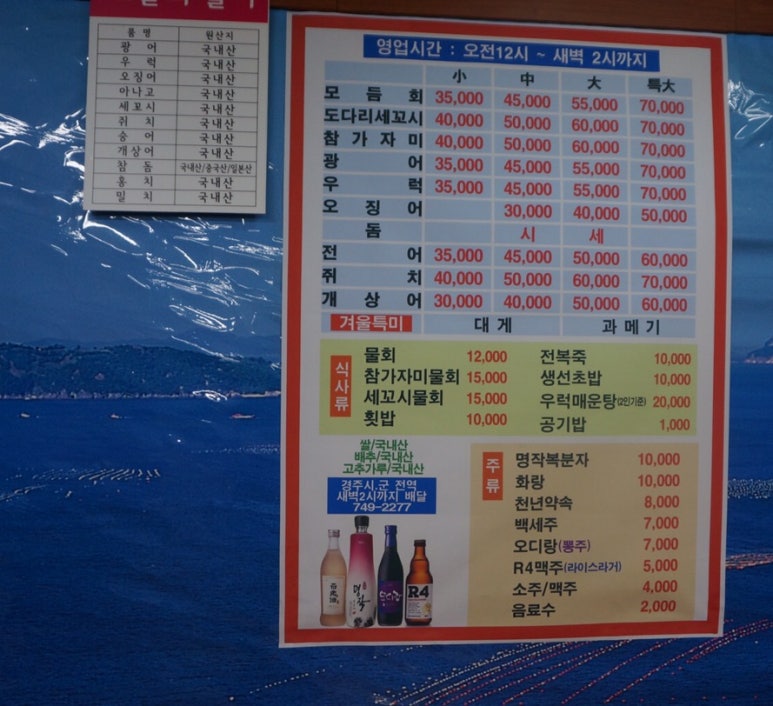 품 명 원산지
광 어 국내산
우 럭 국내산
오징어 국내산
아나고 국내산
세꼬시 국내산
쥐 치 국내산
숭 어 국내산
개상어 국내산
참 돔 국내산/중국산/일본산
홍 치 국내산
밀 치 국내산
영업시간 : 오전12시 ~ 새벽 2시까지
小 中 大 特大
모 듬 회 35,000 45,000 55,000 70,000
도다리세꼬시 40,000 50,000 60,000 70,000
참 가 자 미 40,000 50,000 60,000 70,000
광 어 35,000 45,000 55,000 70,000
우 럭 35,000 45,000 55,000 70,000
오 징 어 30,000 40,000 50,000
돔 시 세
전 어 35,000 45,000 50,000 60,000
쥐 치 40,000 50,000 60,000 70,000
개 상 어 30,000 40,000 50,000 60,000
겨울특미 대 게 과 메 기
식사류
물회 12,000
참가자미물회 15,000
세꼬시물회 15,000
횟밥 10,000
전복죽 10,000
생선초밥 10,000
우럭매운탕(2인기준) 20,000
공기밥 1,000
쌀/국내산
배추/국내산
고추가루/국내산
경주시.군 전역
새벽2시까지 배달
749-2277
R4
주류
명작복분자 10,000
화랑 10,000
천년약속 8,000
백세주 7,000
오디랑(뽕주) 7,000
R4맥주(라이스라거) 5,000
소주/맥주 4,000
음료수 2,000